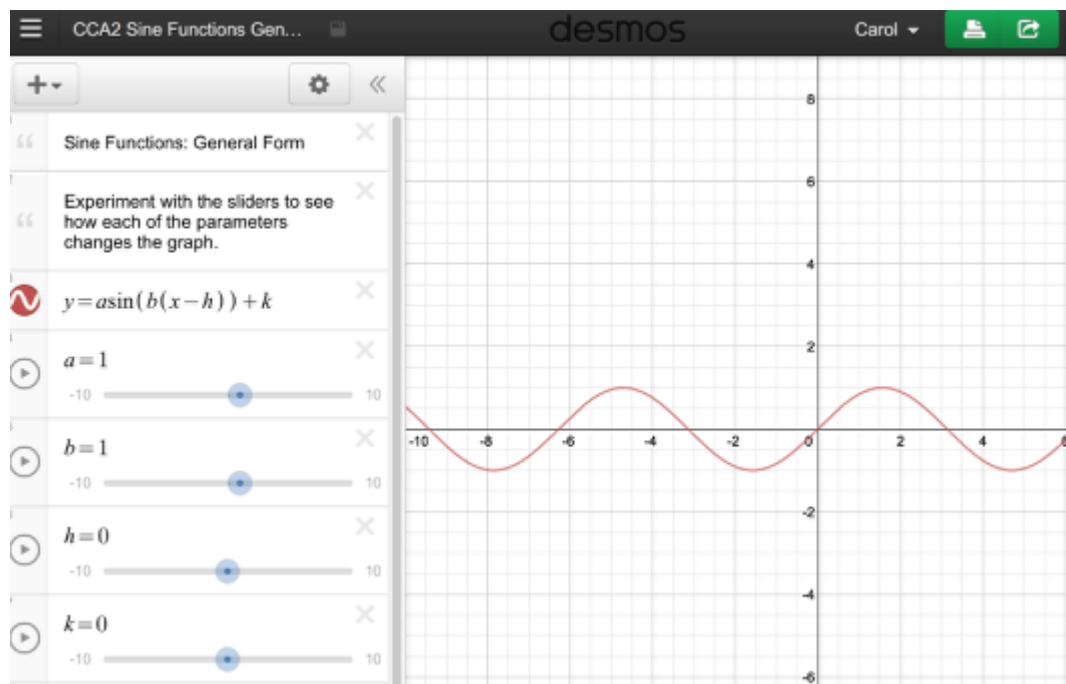 CCA2 Sine Functions Gen...
desmos
Carol
Sine Functions: General Form
Experiment with the sliders to see
how each of the parameters
changes the graph.
y=asin(b(x−h))+k
a=1
-10 10
b=1
-10 10
h=0
-10 10
k=0
-10 10
8
6
4
2
-10 -8 -6 -4 -2 0 2 4 6
-2
-4
-6